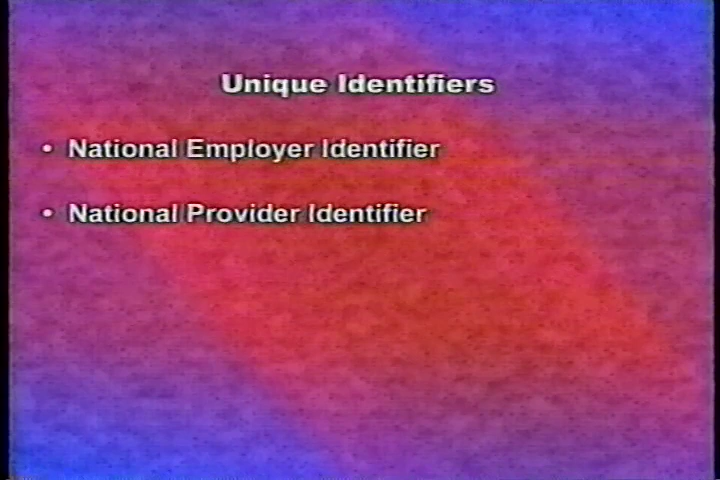 Unique Identifiers
• National Employer Identifier
• National Provider Identifier